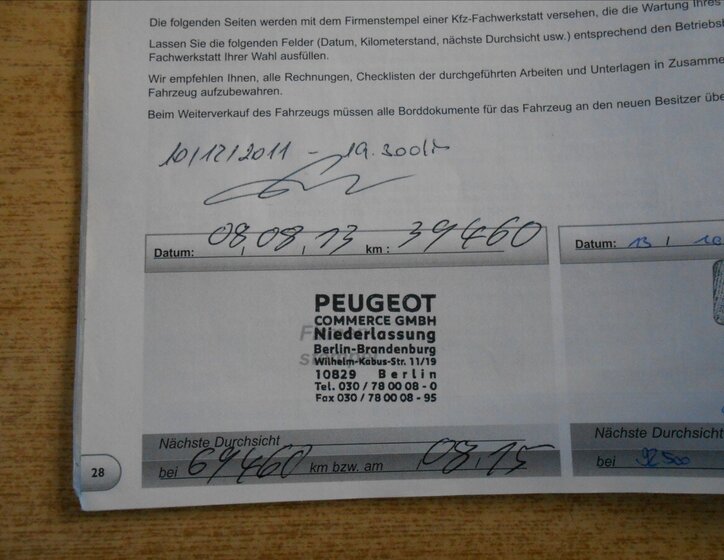 Die folgenden Seiten werden mit dem Firmenstempel einer Kfz-Fachwerkstatt versehen, die die Wartung Ihres
Lassen Sie die folgenden Felder (Datum, Kilometerstand, nächste Durchsicht usw.) entsprechend den
Fachwerkstatt Ihrer Wahl ausfüllen.
Wir empfehlen Ihnen, alle Rechnungen, Checklisten der durchgeführten Arbeiten und Unterlagen in
Fahrzeug aufzubewahren.
Beim Weiterverkauf des Fahrzeugs müssen alle Borddokumente für das Fahrzeug an den neuen Besitzer
10/12/2011 - 19.300
Datum: 08,08,13 km : 39460
PEUGEOT
COMMERCE GMBH
Niederlassung
Berlin-Brandenburg
Wilhelm-Kabus-Str. 11/19
10829 Berlin
Tel. 030 / 78 00 08 - 0
Fax 030 / 78 00 08 - 95
Nächste Durchsicht
bei 69460 km bzw. am 08.15
28
Datum: 13 / 10
Nächste Durchsicht
bei 92500